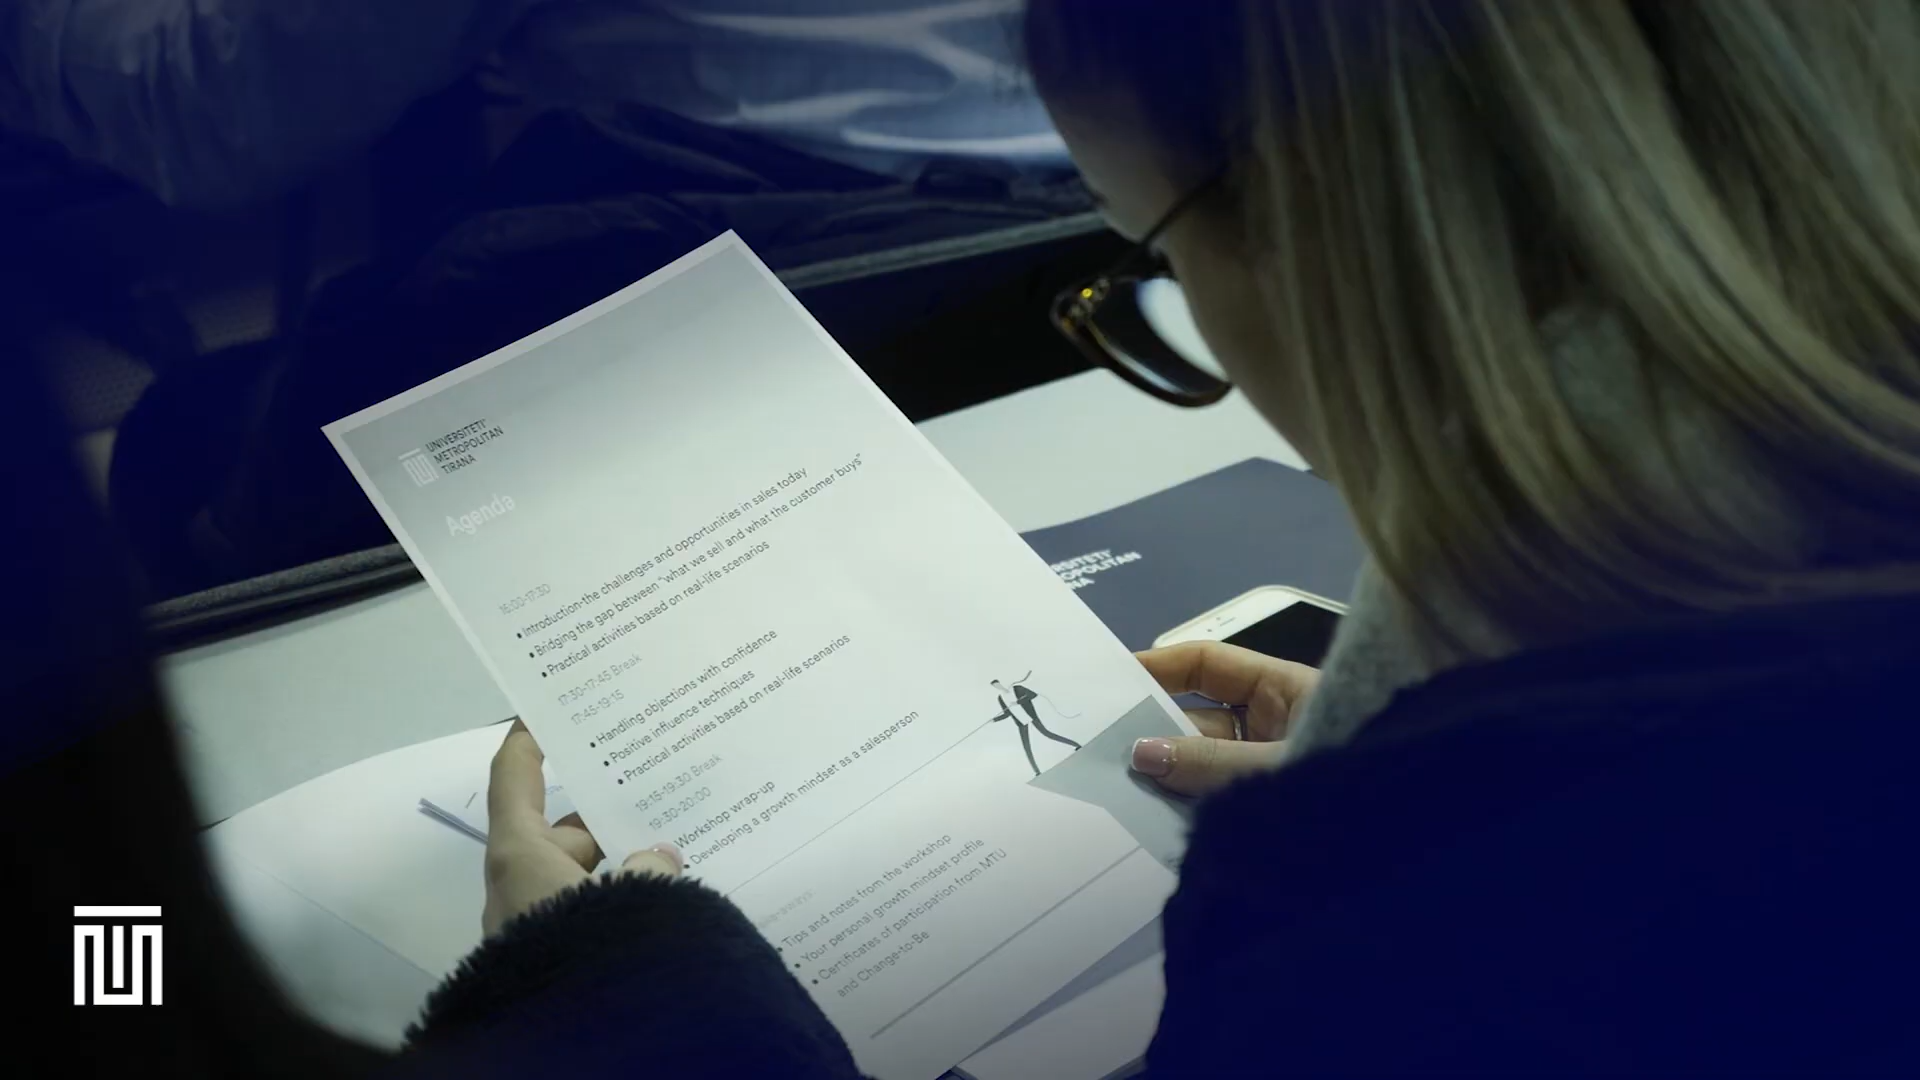 UNIVERSITETI
METROPOLITAN
TIRANA
Agenda
16:00-17:30
• Introduction-the challenges and opportunities in sales today
• Bridging the gap between "what we sell and what the customer buys"
• Practical activities based on real-life scenarios
17:30-17:45 Break
17:45-19:15
• Handling objections with confidence
• Positive influence techniques
• Practical activities based on real-life scenarios
19:15-19:30 Break
19:30-20:00
Workshop wrap-up
• Developing a growth mindset as a salesperson
• Tips and notes from the workshop
• Your personal growth mindset profile
• Certificates of participation from MTU
and Change-to-Be